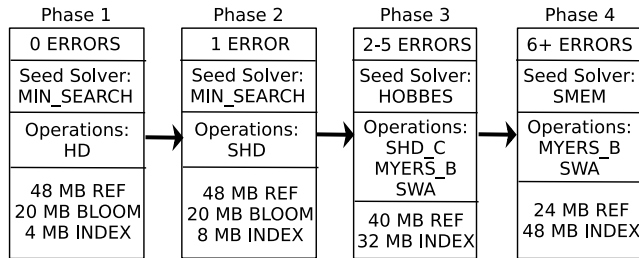 Phase 1
0 ERRORS
Seed Solver:
MIN_SEARCH
Operations:
HD
48 MB REF
20 MB BLOOM
4 MB INDEX
Phase 2
1 ERROR
Seed Solver:
MIN_SEARCH
Operations:
SHD
48 MB REF
20 MB BLOOM
8 MB INDEX
Phase 3
2-5 ERRORS
Seed Solver:
HOBBES
Operations:
SHD_C
MYERS_B
SWA
40 MB REF
32 MB INDEX
Phase 4
6+ ERRORS
Seed Solver:
SMEM
Operations:
MYERS_B
SWA
24 MB REF
48 MB INDEX